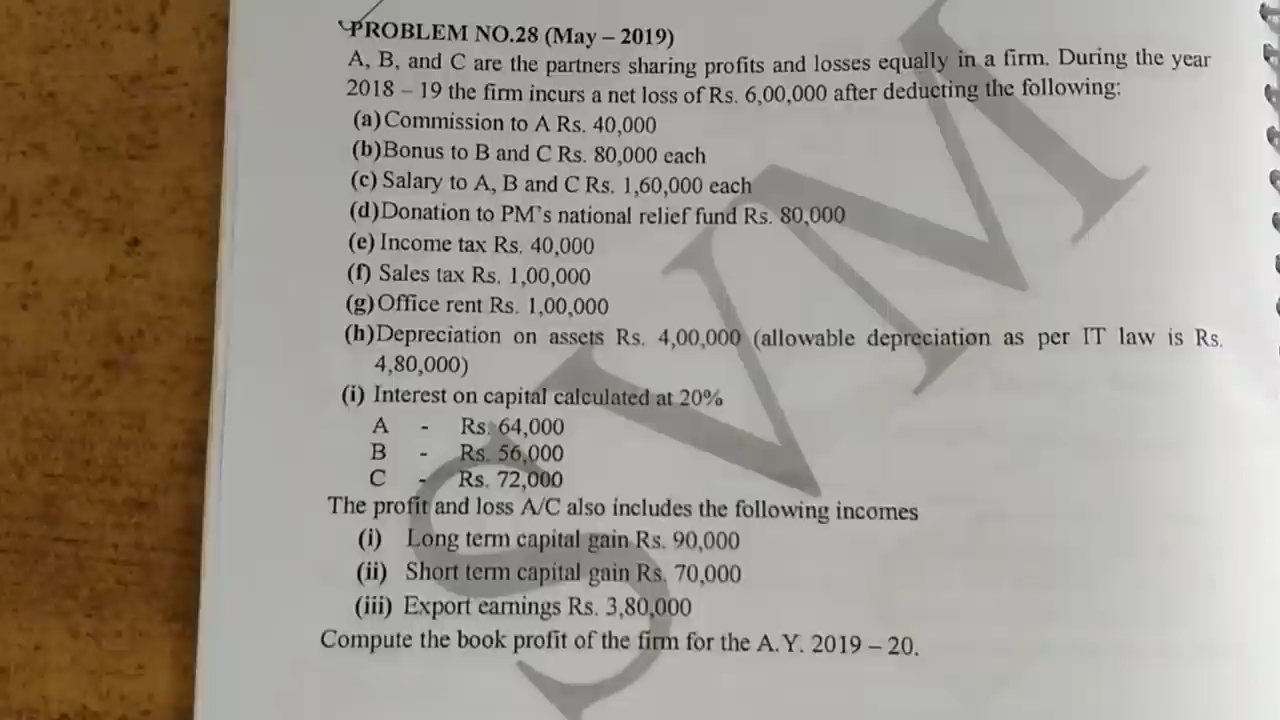 PROBLEM NO.28 (May – 2019)
A, B, and C are the partners sharing profits and losses equally in a firm. During the year
2018 – 19 the firm incurs a net loss of Rs. 6,00,000 after deducting the following:
(a) Commission to A Rs. 40,000
(b) Bonus to B and C Rs. 80,000 each
(c) Salary to A, B and C Rs. 1,60,000 each
(d) Donation to PM's national relief fund Rs. 80,000
(e) Income tax Rs. 40,000
(f) Sales tax Rs. 1,00,000
(g) Office rent Rs. 1,00,000
(h) Depreciation on assets Rs. 4,00,000 (allowable depreciation as per IT law is Rs.
4,80,000)
(i) Interest on capital calculated at 20%
A - Rs. 64,000
B - Rs. 56,000
C - Rs. 72,000
The profit and loss A/C also includes the following incomes
(i) Long term capital gain Rs. 90,000
(ii) Short term capital gain Rs. 70,000
(iii) Export earnings Rs. 3,80,000
Compute the book profit of the firm for the A.Y. 2019 – 20.
SVM